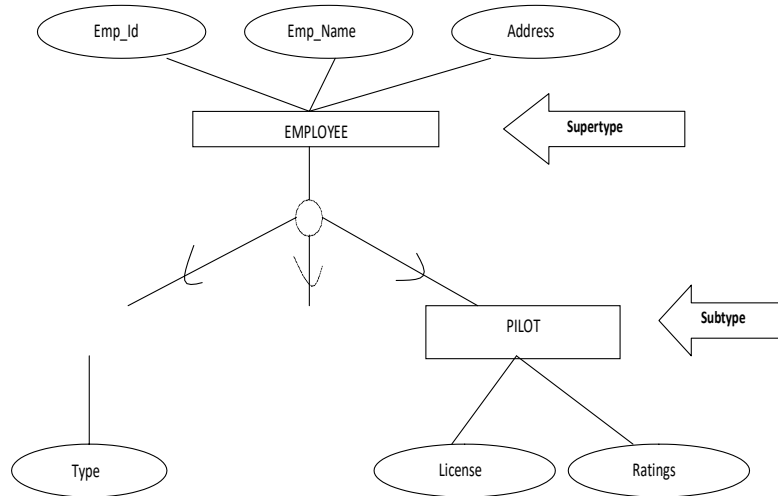 Emp_Id
Emp_Name
Address
EMPLOYEE
Supertype
PILOT
Subtype
Type
License
Ratings